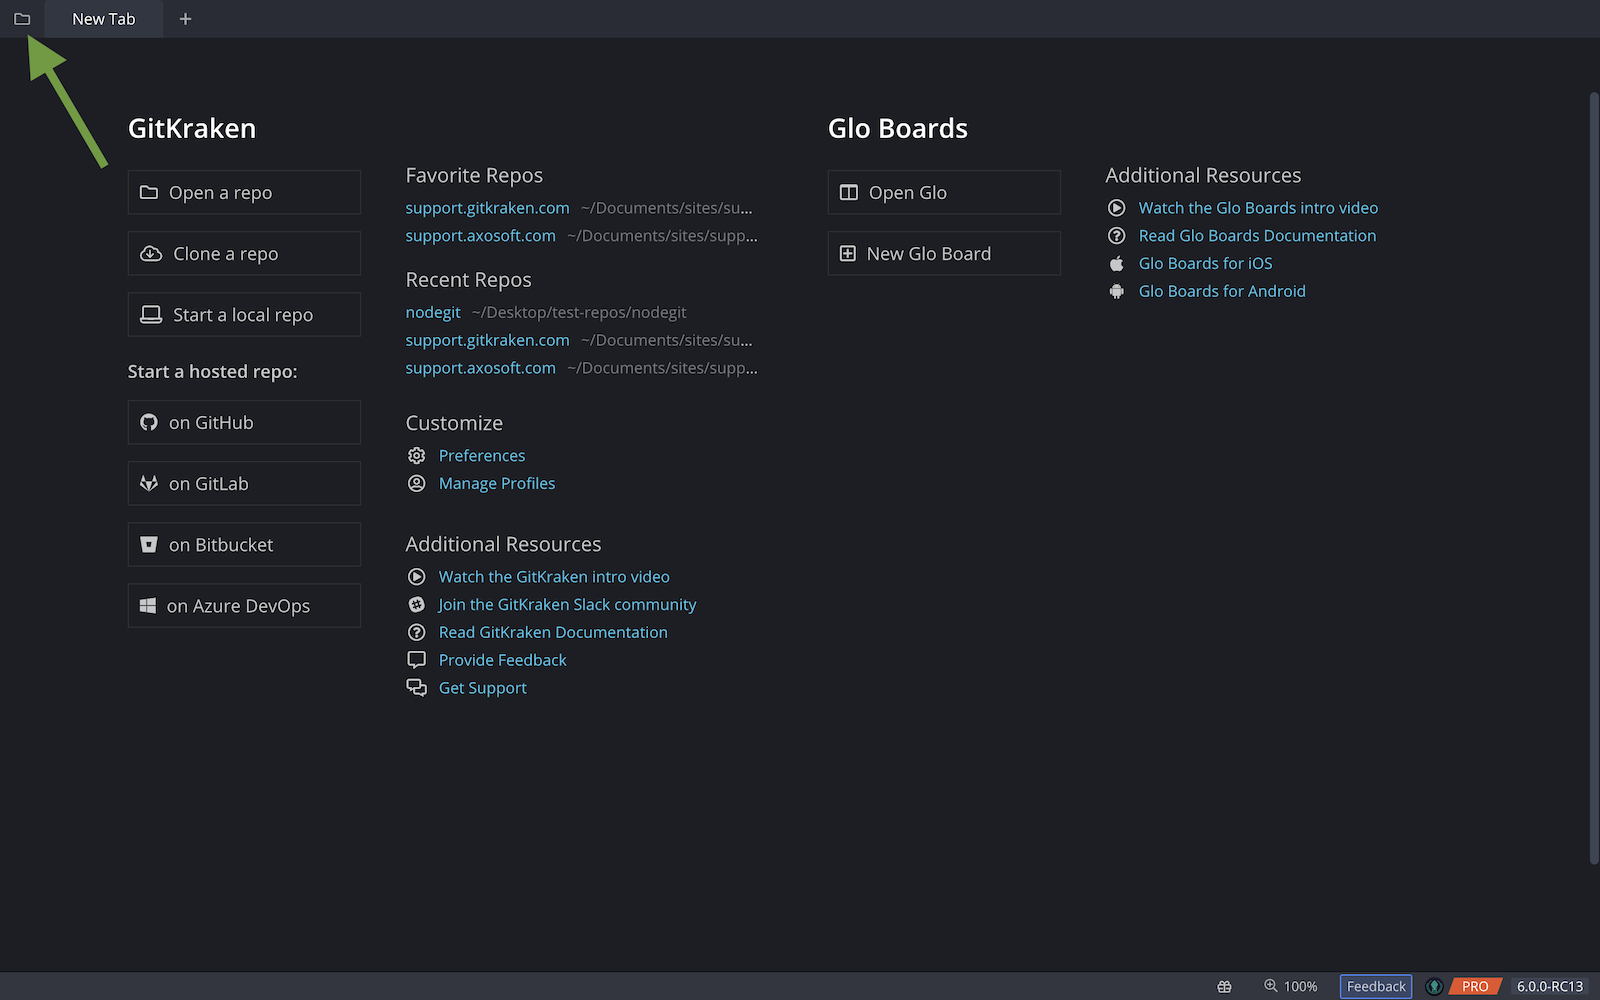 New Tab
GitKraken
Open a repo
Clone a repo
Start a local repo
Start a hosted repo:
on GitHub
on GitLab
on Bitbucket
on Azure DevOps
Favorite Repos
support.gitkraken.com ~/Documents/sites/su...
support.axosoft.com ~/Documents/sites/supp...
Recent Repos
nodegit ~/Desktop/test-repos/nodegit
support.gitkraken.com ~/Documents/sites/su...
support.axosoft.com ~/Documents/sites/supp...
Customize
Preferences
Manage Profiles
Additional Resources
Watch the GitKraken intro video
Join the GitKraken Slack community
Read GitKraken Documentation
Provide Feedback
Get Support
Glo Boards
Open Glo
New Glo Board
Additional Resources
Watch the Glo Boards intro video
Read Glo Boards Documentation
Glo Boards for iOS
Glo Boards for Android
100%
Feedback
PRO
6.0.0-RC13